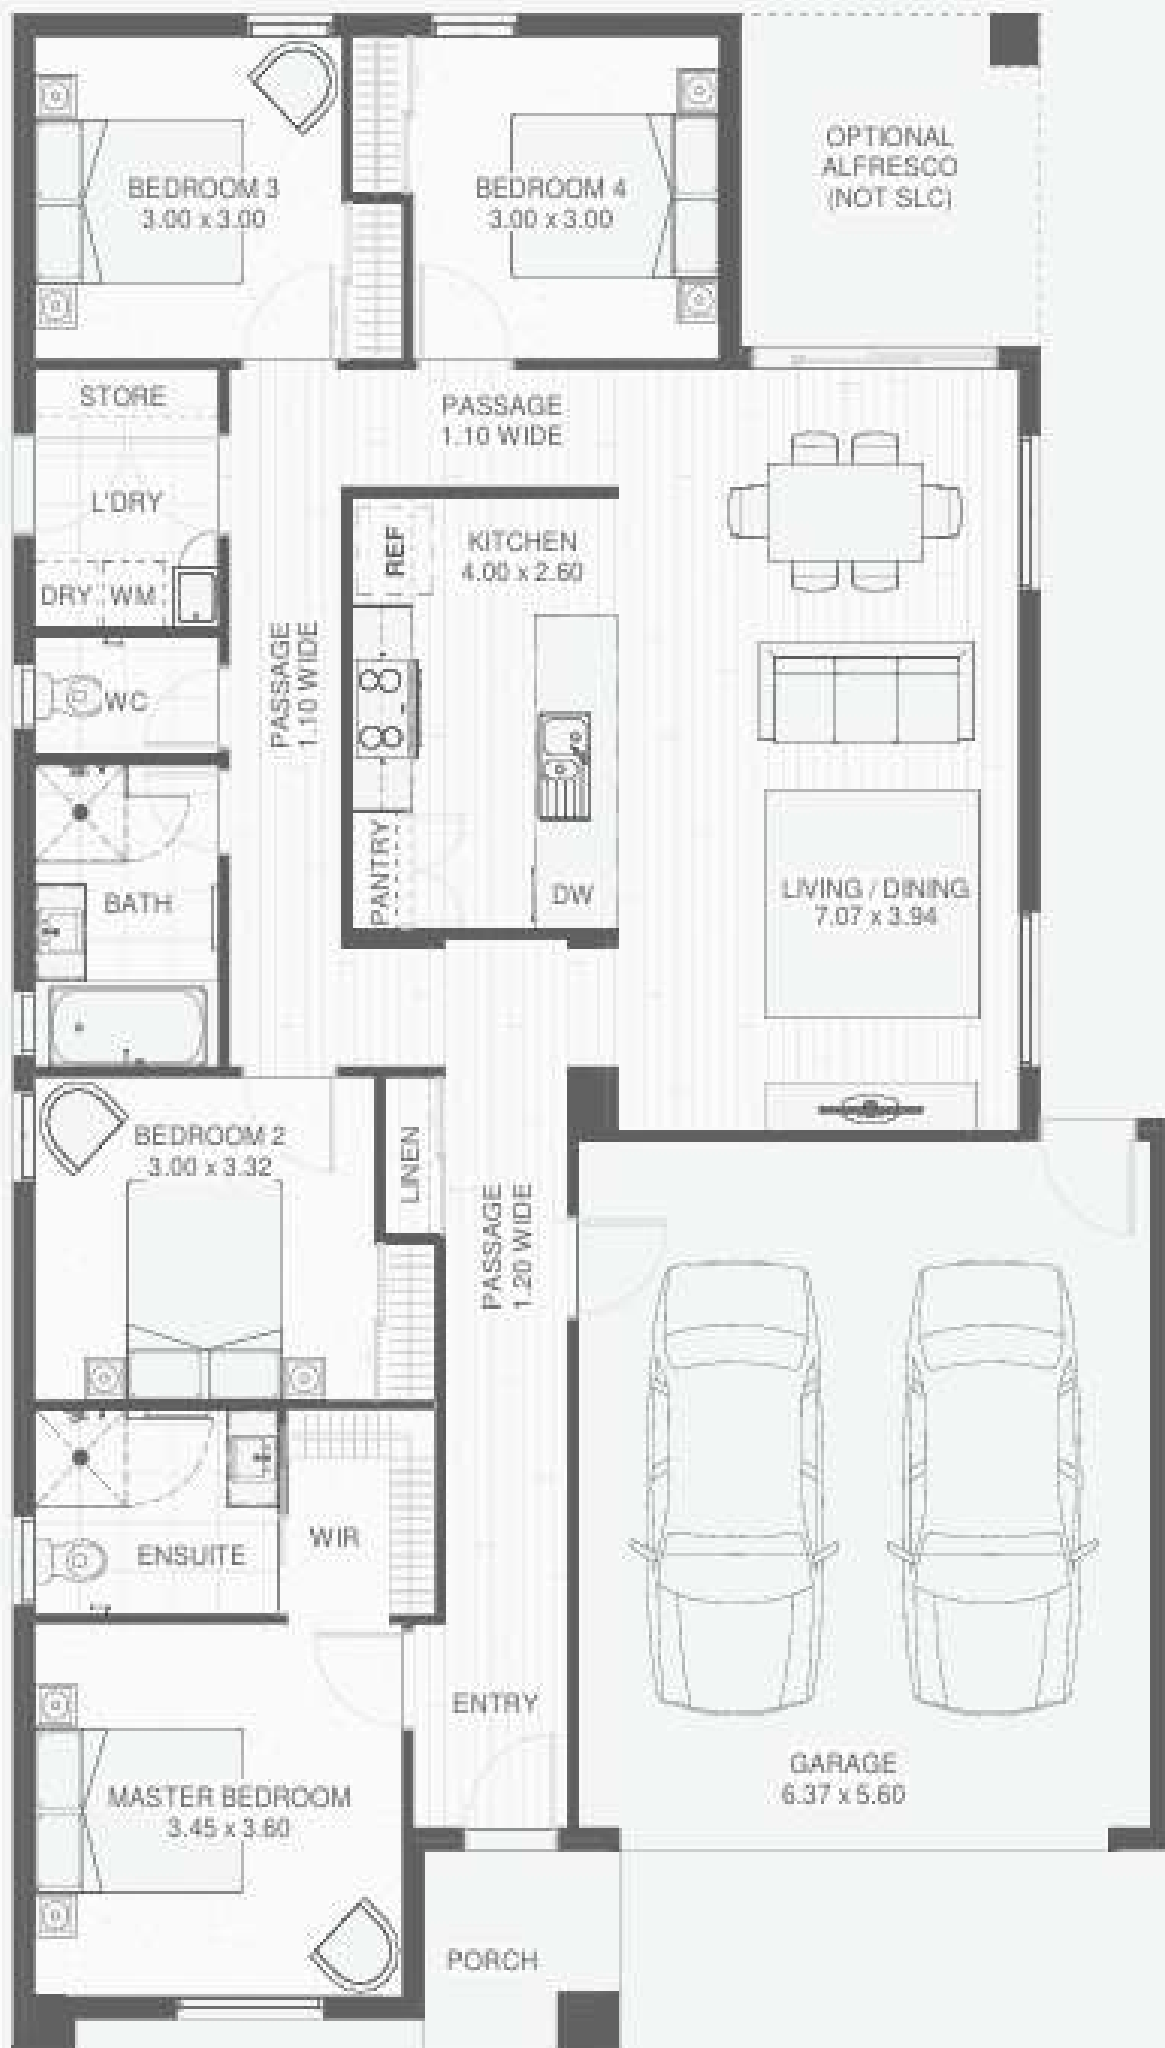 BEDROOM 3
3.00 x 3.00
BEDROOM 4
3.00 x 3.00
OPTIONAL
ALFRESCO
(NOT SLC)
STORE
PASSAGE
1.10 WIDE
L'DRY
DRY
WM
REF
KITCHEN
4.00 x 2.60
PASSAGE
1.10 WIDE
WC
BATH
PANTRY
DW
LIVING / DINING
7.07 x 3.94
BEDROOM 2
3.00 x 3.32
LINEN
PASSAGE
1.20 WIDE
ENSUITE
WIR
ENTRY
MASTER BEDROOM
3.45 x 3.60
GARAGE
6.37 x 5.60
PORCH